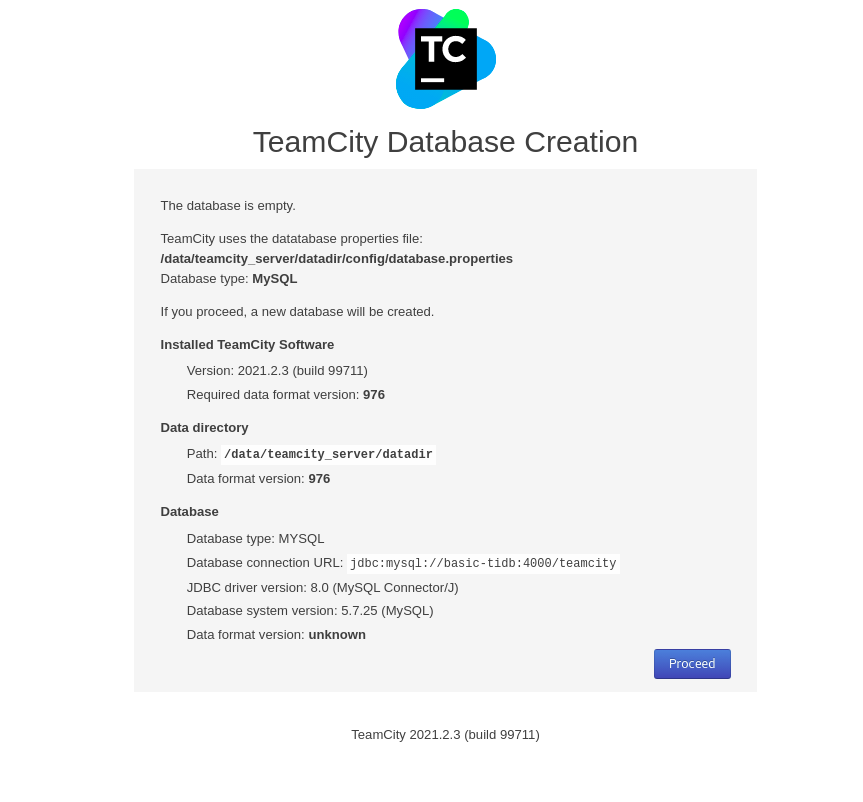 TC
TeamCity Database Creation
The database is empty.
TeamCity uses the datatabase properties file:
/data/teamcity_server/datadir/config/database.properties
Database type: MySQL
If you proceed, a new database will be created.
Installed TeamCity Software
Version: 2021.2.3 (build 99711)
Required data format version: 976
Data directory
Path: /data/teamcity_server/datadir
Data format version: 976
Database
Database type: MYSQL
Database connection URL: jdbc:mysql://basic-tidb:4000/teamcity
JDBC driver version: 8.0 (MySQL Connector/J)
Database system version: 5.7.25 (MySQL)
Data format version: unknown
Proceed
TeamCity 2021.2.3 (build 99711)